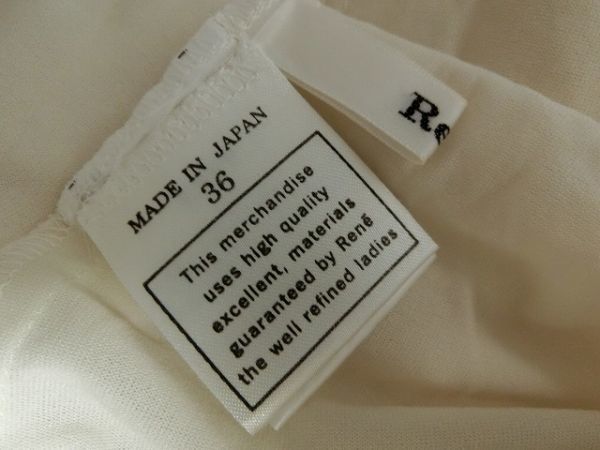 MADE IN JAPAN
36
This merchandise
uses high quality
excellent, materials
guaranteed by René
the well refined ladies